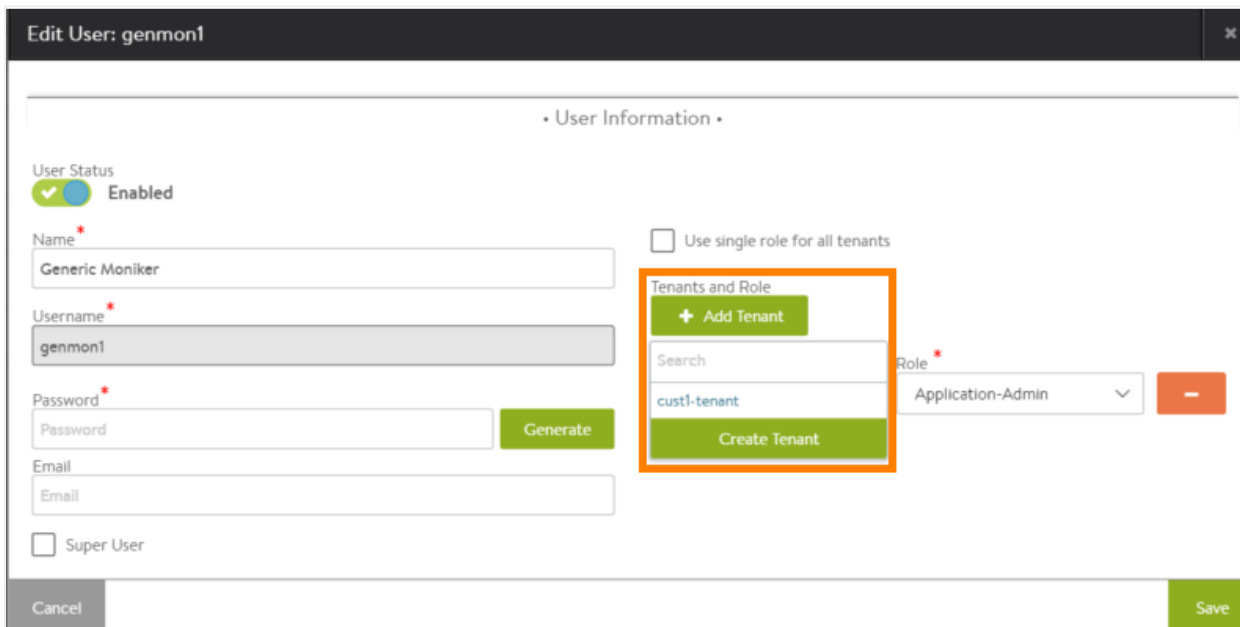 Edit User: genmon1
• User Information •
User Status
Enabled
Name*
Generic Moniker
Username*
genmon1
Password*
Password
Generate
Email
Email
Super User
Use single role for all tenants
Tenants and Role
+ Add Tenant
Search
cust1-tenant
Create Tenant
Role *
Application-Admin
Cancel
Save